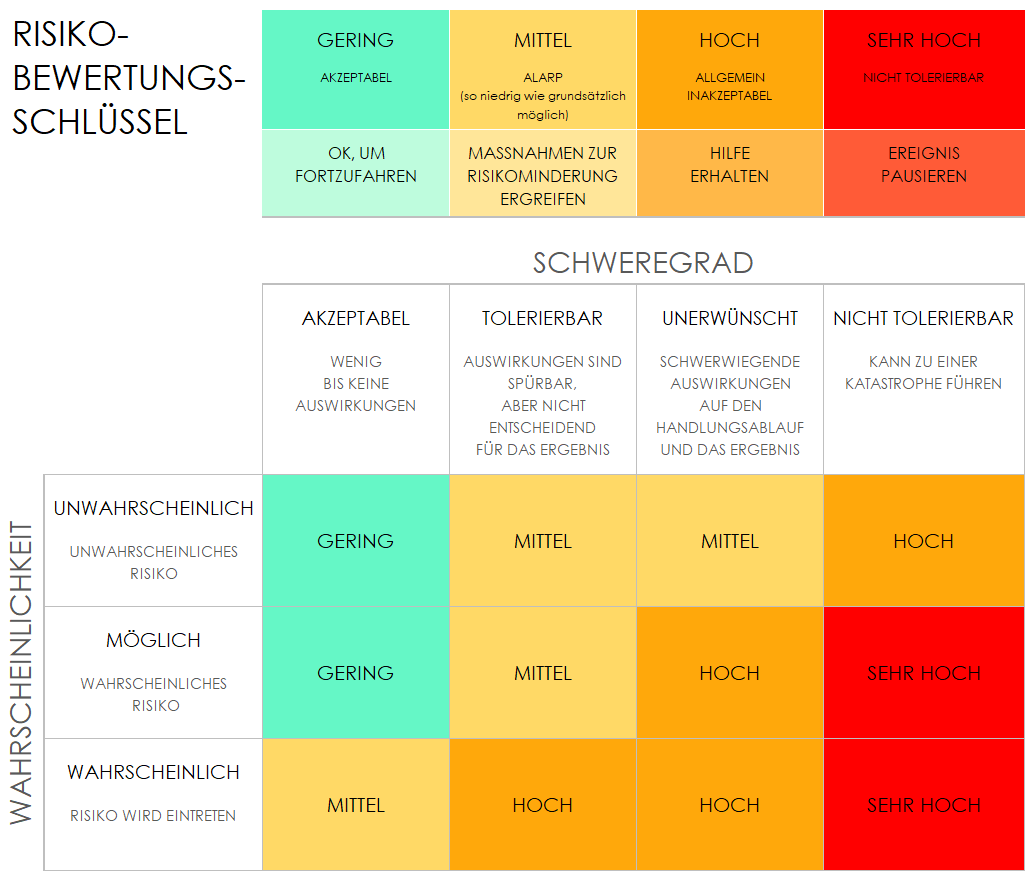 RISIKO-
BEWERTUNGS-
SCHLÜSSEL
GERING
AKZEPTABEL
MITTEL
ALARP
(so niedrig wie grundsätzlich
möglich)
HOCH
ALLGEMEIN
INAKZEPTABEL
SEHR HOCH
NICHT TOLERIERBAR
OK, UM
FORTZUFAHREN
MASSNAHMEN ZUR
RISIKOMINDERUNG
ERGREIFEN
HILFE
ERHALTEN
EREIGNIS
PAUSIEREN
SCHWEREGRAD
AKZEPTABEL
WENIG
BIS KEINE
AUSWIRKUNGEN
TOLERIERBAR
AUSWIRKUNGEN SIND
SPÜRBAR,
ABER NICHT
ENTSCHEIDEND
FÜR DAS ERGEBNIS
UNERWÜNSCHT
SCHWERWIEGENDE
AUSWIRKUNGEN
AUF DEN
HANDLUNGSABLAUF
UND DAS ERGEBNIS
NICHT TOLERIERBAR
KANN ZU EINER
KATASTROPHE FÜHREN
WAHRSCHEINLICHKEIT
UNWAHRSCHEINLICH
UNWAHRSCHEINLICHES
RISIKO
GERING
MITTEL
MITTEL
HOCH
MÖGLICH
WAHRSCHEINLICHES
RISIKO
GERING
MITTEL
HOCH
SEHR HOCH
WAHRSCHEINLICH
RISIKO WIRD EINTRETEN
MITTEL
HOCH
HOCH
SEHR HOCH